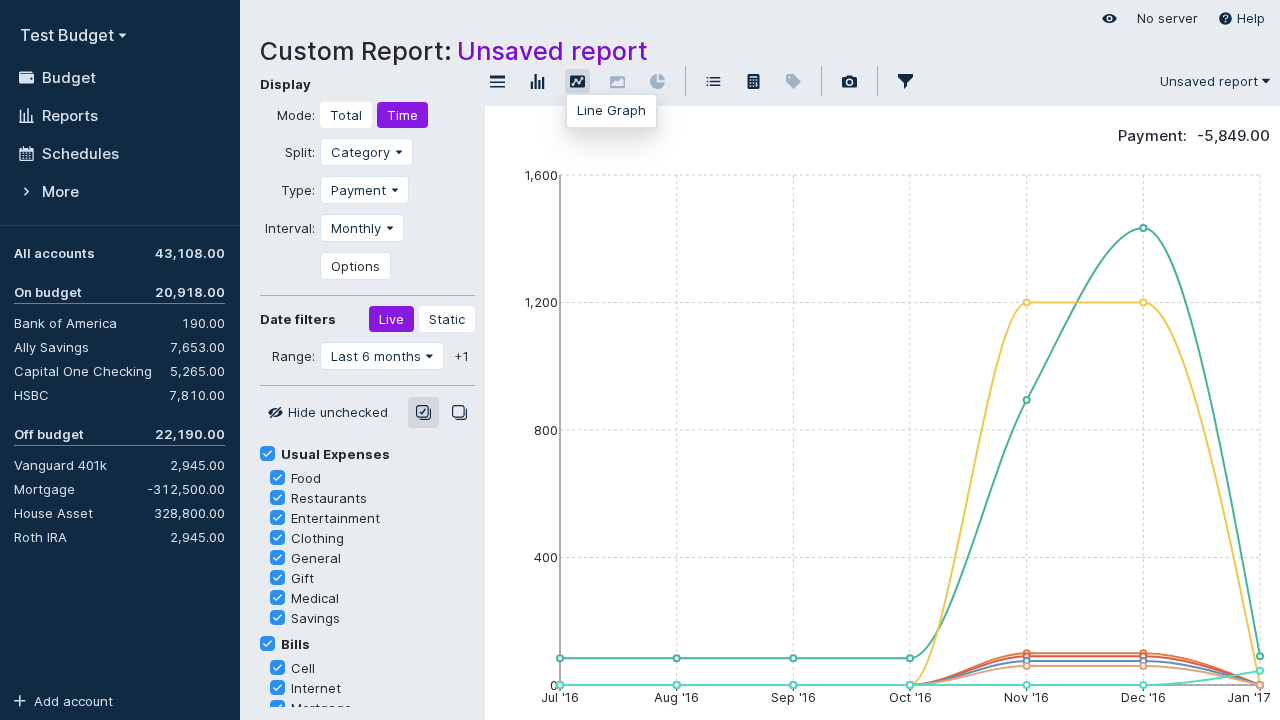 Test Budget
Budget
Reports
Schedules
More
All accounts 43,108.00
On budget 20,918.00
Bank of America 190.00
Ally Savings 7,653.00
Capital One Checking 5,265.00
HSBC 7,810.00
Off budget 22,190.00
Vanguard 401k 2,945.00
Mortgage -312,500.00
House Asset 328,800.00
Roth IRA 2,945.00
Add account
No server Help
Custom Report: Unsaved report
Display
Mode: Total Time
Split: Category
Type: Payment
Interval: Monthly
Options
Date filters Live Static
Range: Last 6 months +1
Hide unchecked
Usual Expenses
Food
Restaurants
Entertainment
Clothing
General
Gift
Medical
Savings
Bills
Cell
Internet
Mortgage
Unsaved report
Line Graph
Payment: -5,849.00
1,600
1,200
800
400
0
Jul '16 Aug '16 Sep '16 Oct '16 Nov '16 Dec '16 Jan '17